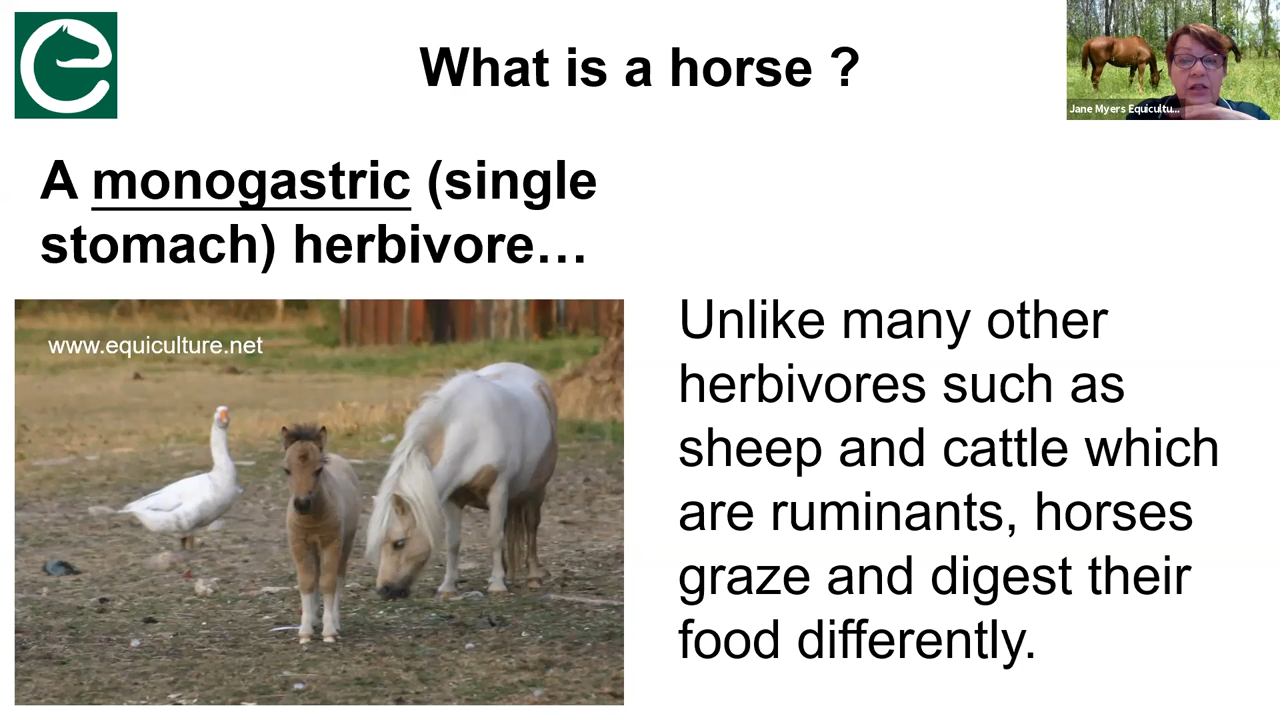 What is a horse ?
Jane Myers Equicultu...
A monogastric (single
stomach) herbivore…
www.equiculture.net
Unlike many other
herbivores such as
sheep and cattle which
are ruminants, horses
graze and digest their
food differently.